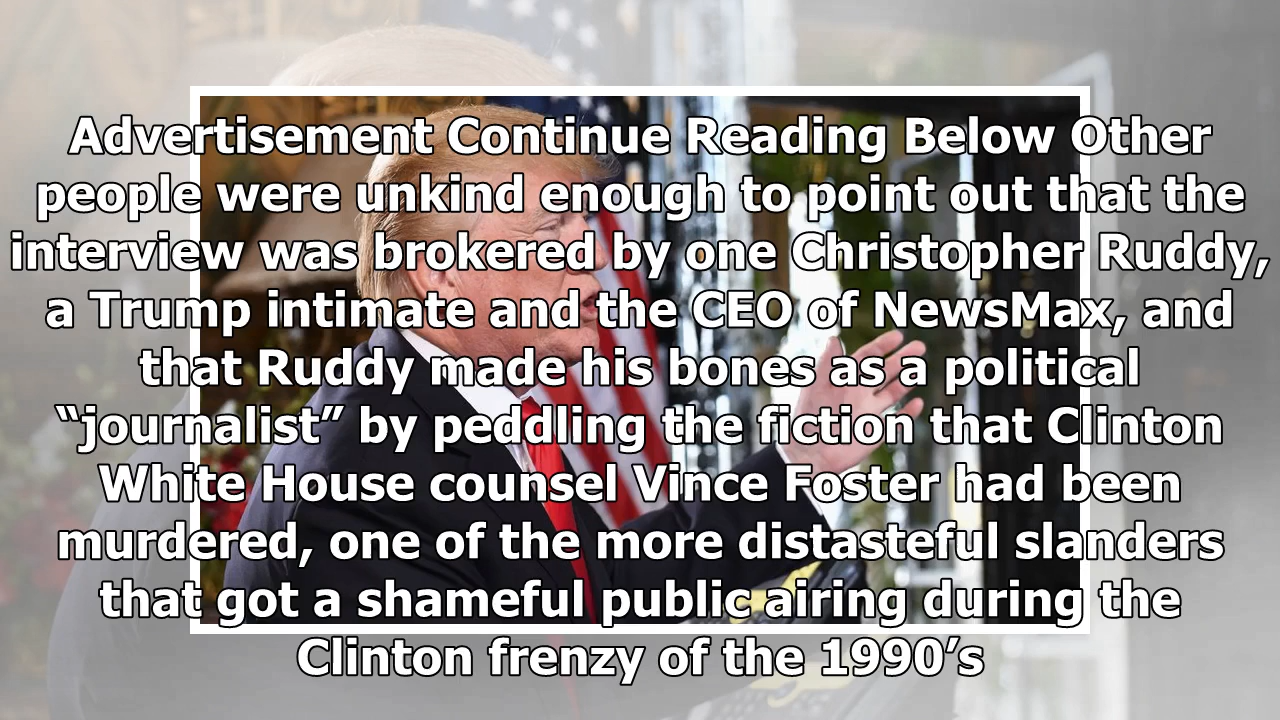 Advertisement Continue Reading Below Other
people were unkind enough to point out that the
interview was brokered by one Christopher Ruddy,
a Trump intimate and the CEO of NewsMax, and
that Ruddy made his bones as a political
“journalist” by peddling the fiction that Clinton
White House counsel Vince Foster had been
murdered, one of the more distasteful slanders
that got a shameful public airing during the
Clinton frenzy of the 1990’s